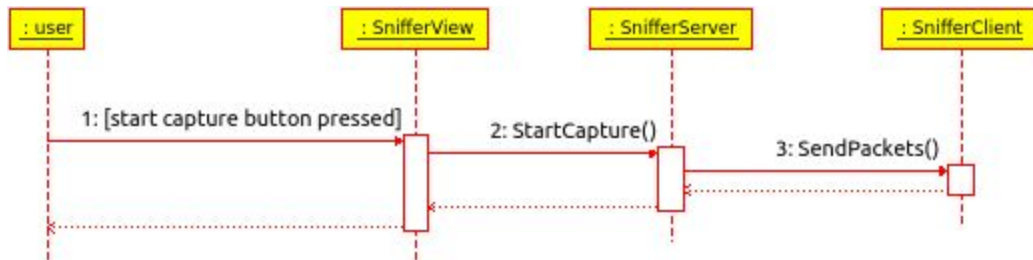 : user
: SnifferView
: SnifferServer
: SnifferClient
1: [start capture button pressed]
2: StartCapture()
3: SendPackets()